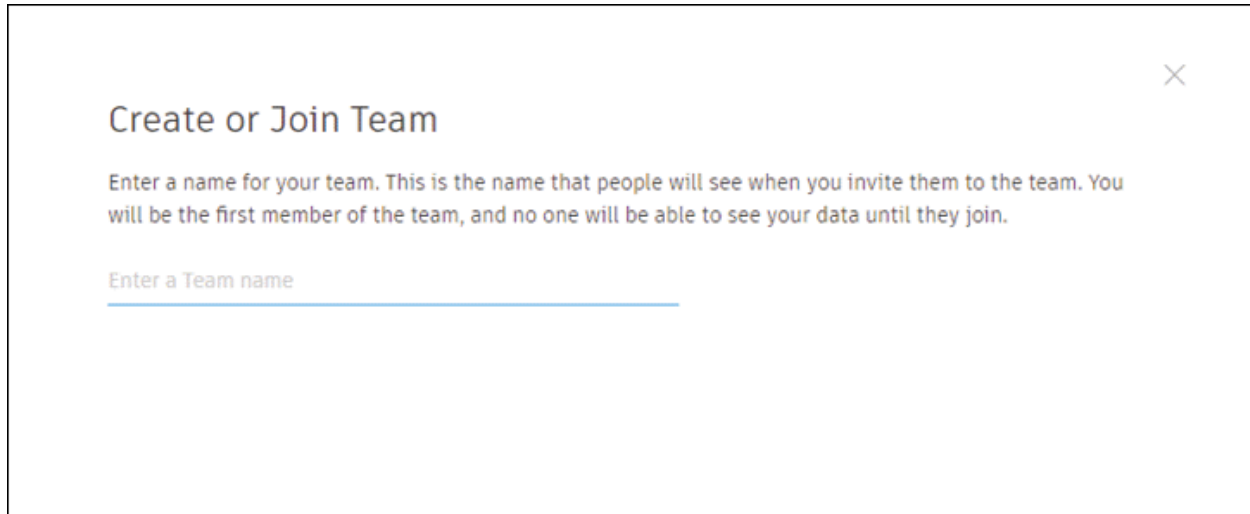 Create or Join Team
Enter a name for your team. This is the name that people will see when you invite them to the team. You
will be the first member of the team, and no one will be able to see your data until they join.
Enter a Team name